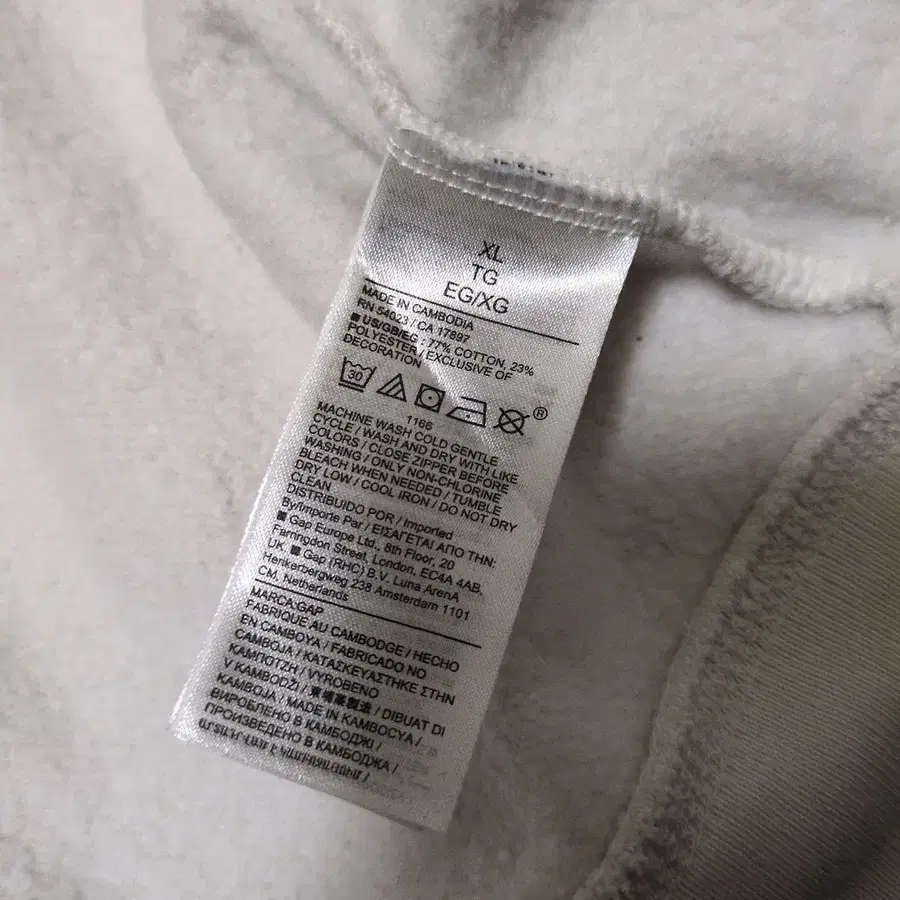 XL
TG
EG/XG
MADE IN CAMBODIA
RN 54023 / CA 17897
■ US/GB/IE: 77% COTTON, 23%
POLYESTER / EXCLUSIVE OF
DECORATION
30 ®
1166
MACHINE WASH COLD GENTLE
CYCLE / WASH AND DRY WITH LIKE
COLORS / CLOSE ZIPPER BEFORE
WASHING / ONLY NON-CHLORINE
BLEACH WHEN NEEDED / TUMBLE
DRY LOW / COOL IRON / DO NOT DRY
CLEAN
DISTRIBUIDO POR / Imported
By/Importe Par / ΕΙΣΑΓΕΤΑΙ ΑΠΟ ΤΗΝ:
■ Gap Europe Ltd., 8th Floor, 20
Farringdon Street, London, EC4A 4AB,
UK. ■ Gap (RHC) B.V. Luna ArenA
Herikerbergweg 238 Amsterdam 1101
CM. Netherlands
MARCA:GAP
FABRIQUE AU CAMBODGE / HECHO
EN CAMBOYA / FABRICADO NO
CAMBOJA / ΚΑΤΑΣΚΕΥΑΣΤΗΚΕ ΣΤΗΝ
ΚΑΜΠΟΤΖΗ / VYROBENO
V KAMBODZI / 柬埔寨製造 / DIBUAT DI
KAMBOJA / MADE IN KAMBOCYA /
ВИРОБЛЕНО В КАМБОДЖІ /
ПРОИЗВЕДЕНО В КАМБОДЖА /